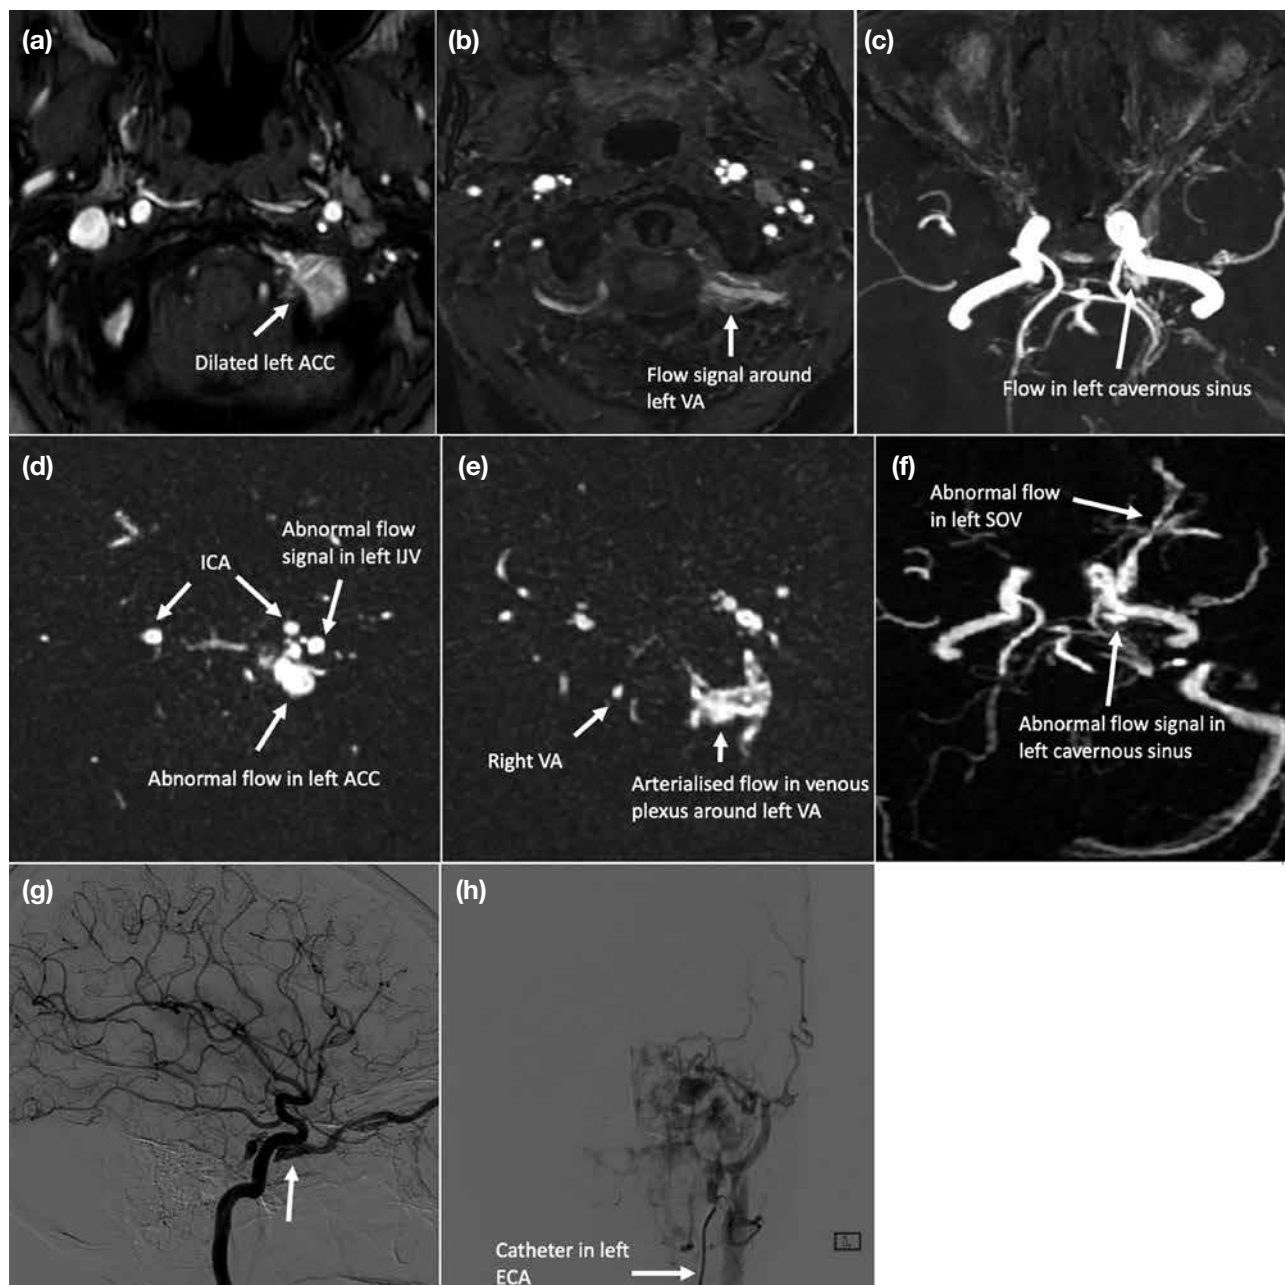 (a)
Dilated left ACC
(b)
Flow signal around
left VA
(c)
Flow in left cavernous sinus
(d)
ICA
Abnormal flow
signal in left IJV
Abnormal flow in left ACC
(e)
Right VA
Arterialised flow in venous
plexus around left VA
(f)
Abnormal flow
in left SOV
Abnormal flow signal in
left cavernous sinus
(g)
(h)
Catheter in left
ECA